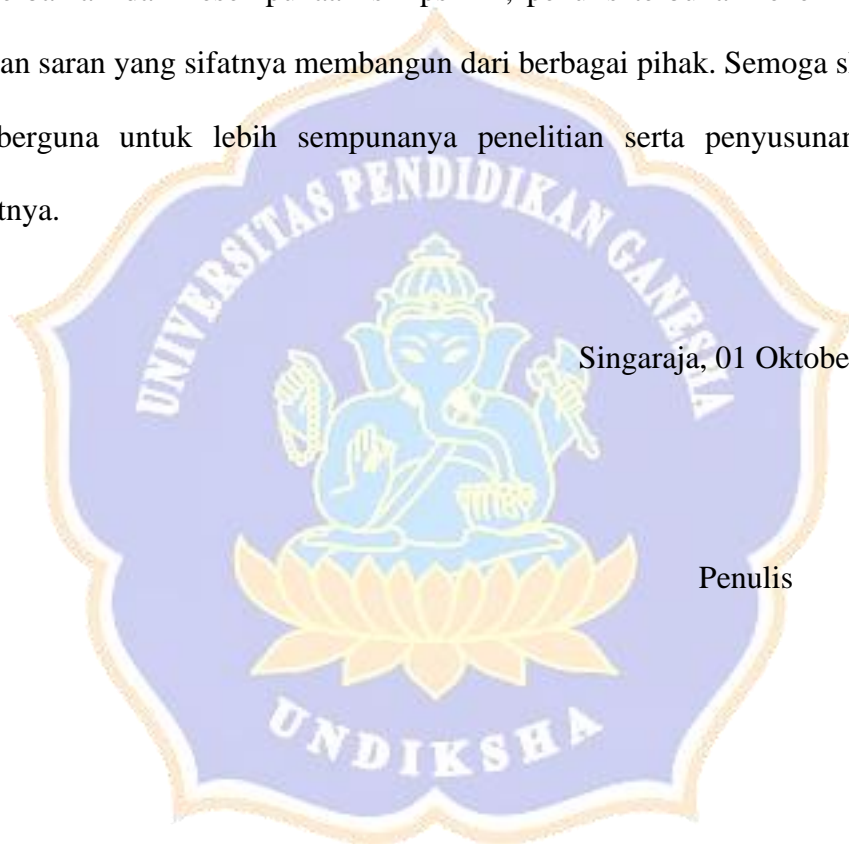 an saran yang sifatnya membangun dari berbagai pihak. Semoga s
berguna untuk lebih sempunanya penelitian serta penyusunan
tnya.
UNIVERSITAS PENDIDIKAN GANESHA
Singaraja, 01 Oktobe
Penulis
UNDIKSHA